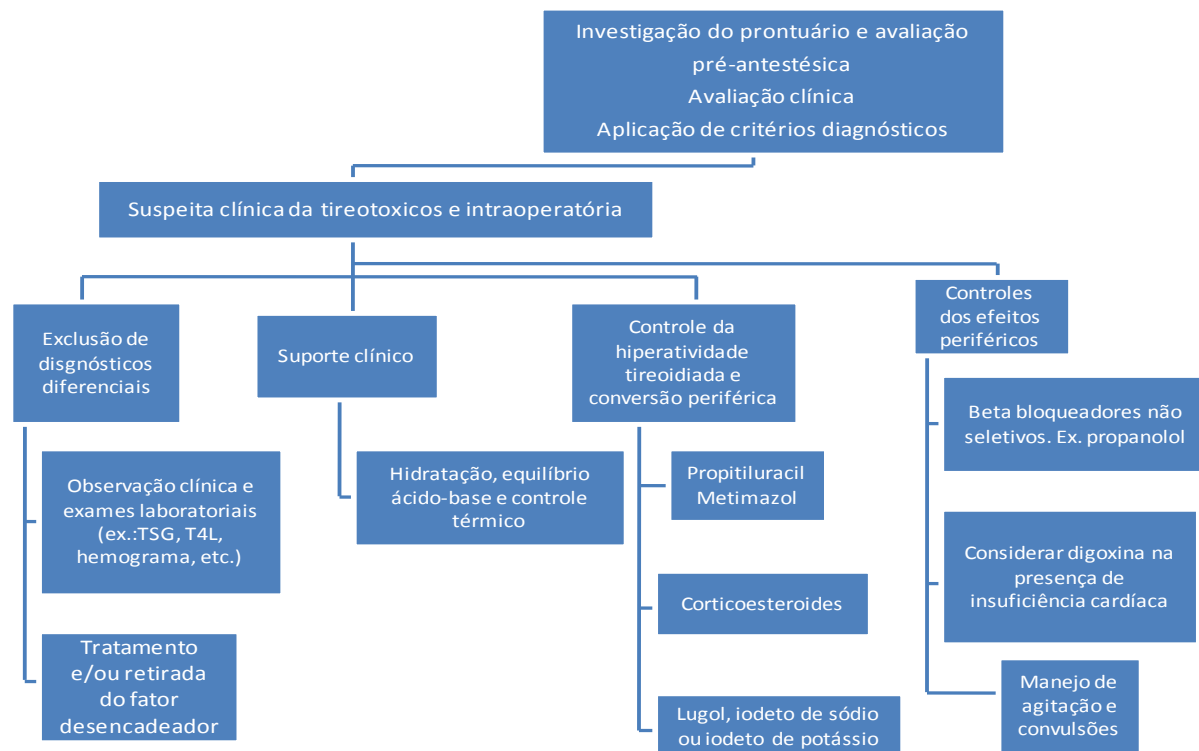 Investigação do prontuário e avaliação
pré-antestésica
Avaliação clínica
Aplicação de critérios diagnósticos
Suspeita clínica da tireotoxicos e intraoperatória
Exclusão de
disgnósticos
diferenciais
Observação clínica e
exames laboratoriais
(ex.:TSG, T4L,
hemograma, etc.)
Tratamento
e/ou retirada
do fator
desencadeador
Suporte clínico
Hidratação, equilíbrio
ácido-base e controle
térmico
Controle da
hiperatividade
tireoidiada e
conversão periférica
Propitiluracil
Metimazol
Corticoesteroides
Lugol, iodeto de sódio
ou iodeto de potássio
Controles
dos efeitos
periféricos
Beta bloqueadores não
seletivos. Ex. propanolol
Considerar digoxina na
presença de
insuficiência cardíaca
Manejo de
agitação e
convulsões